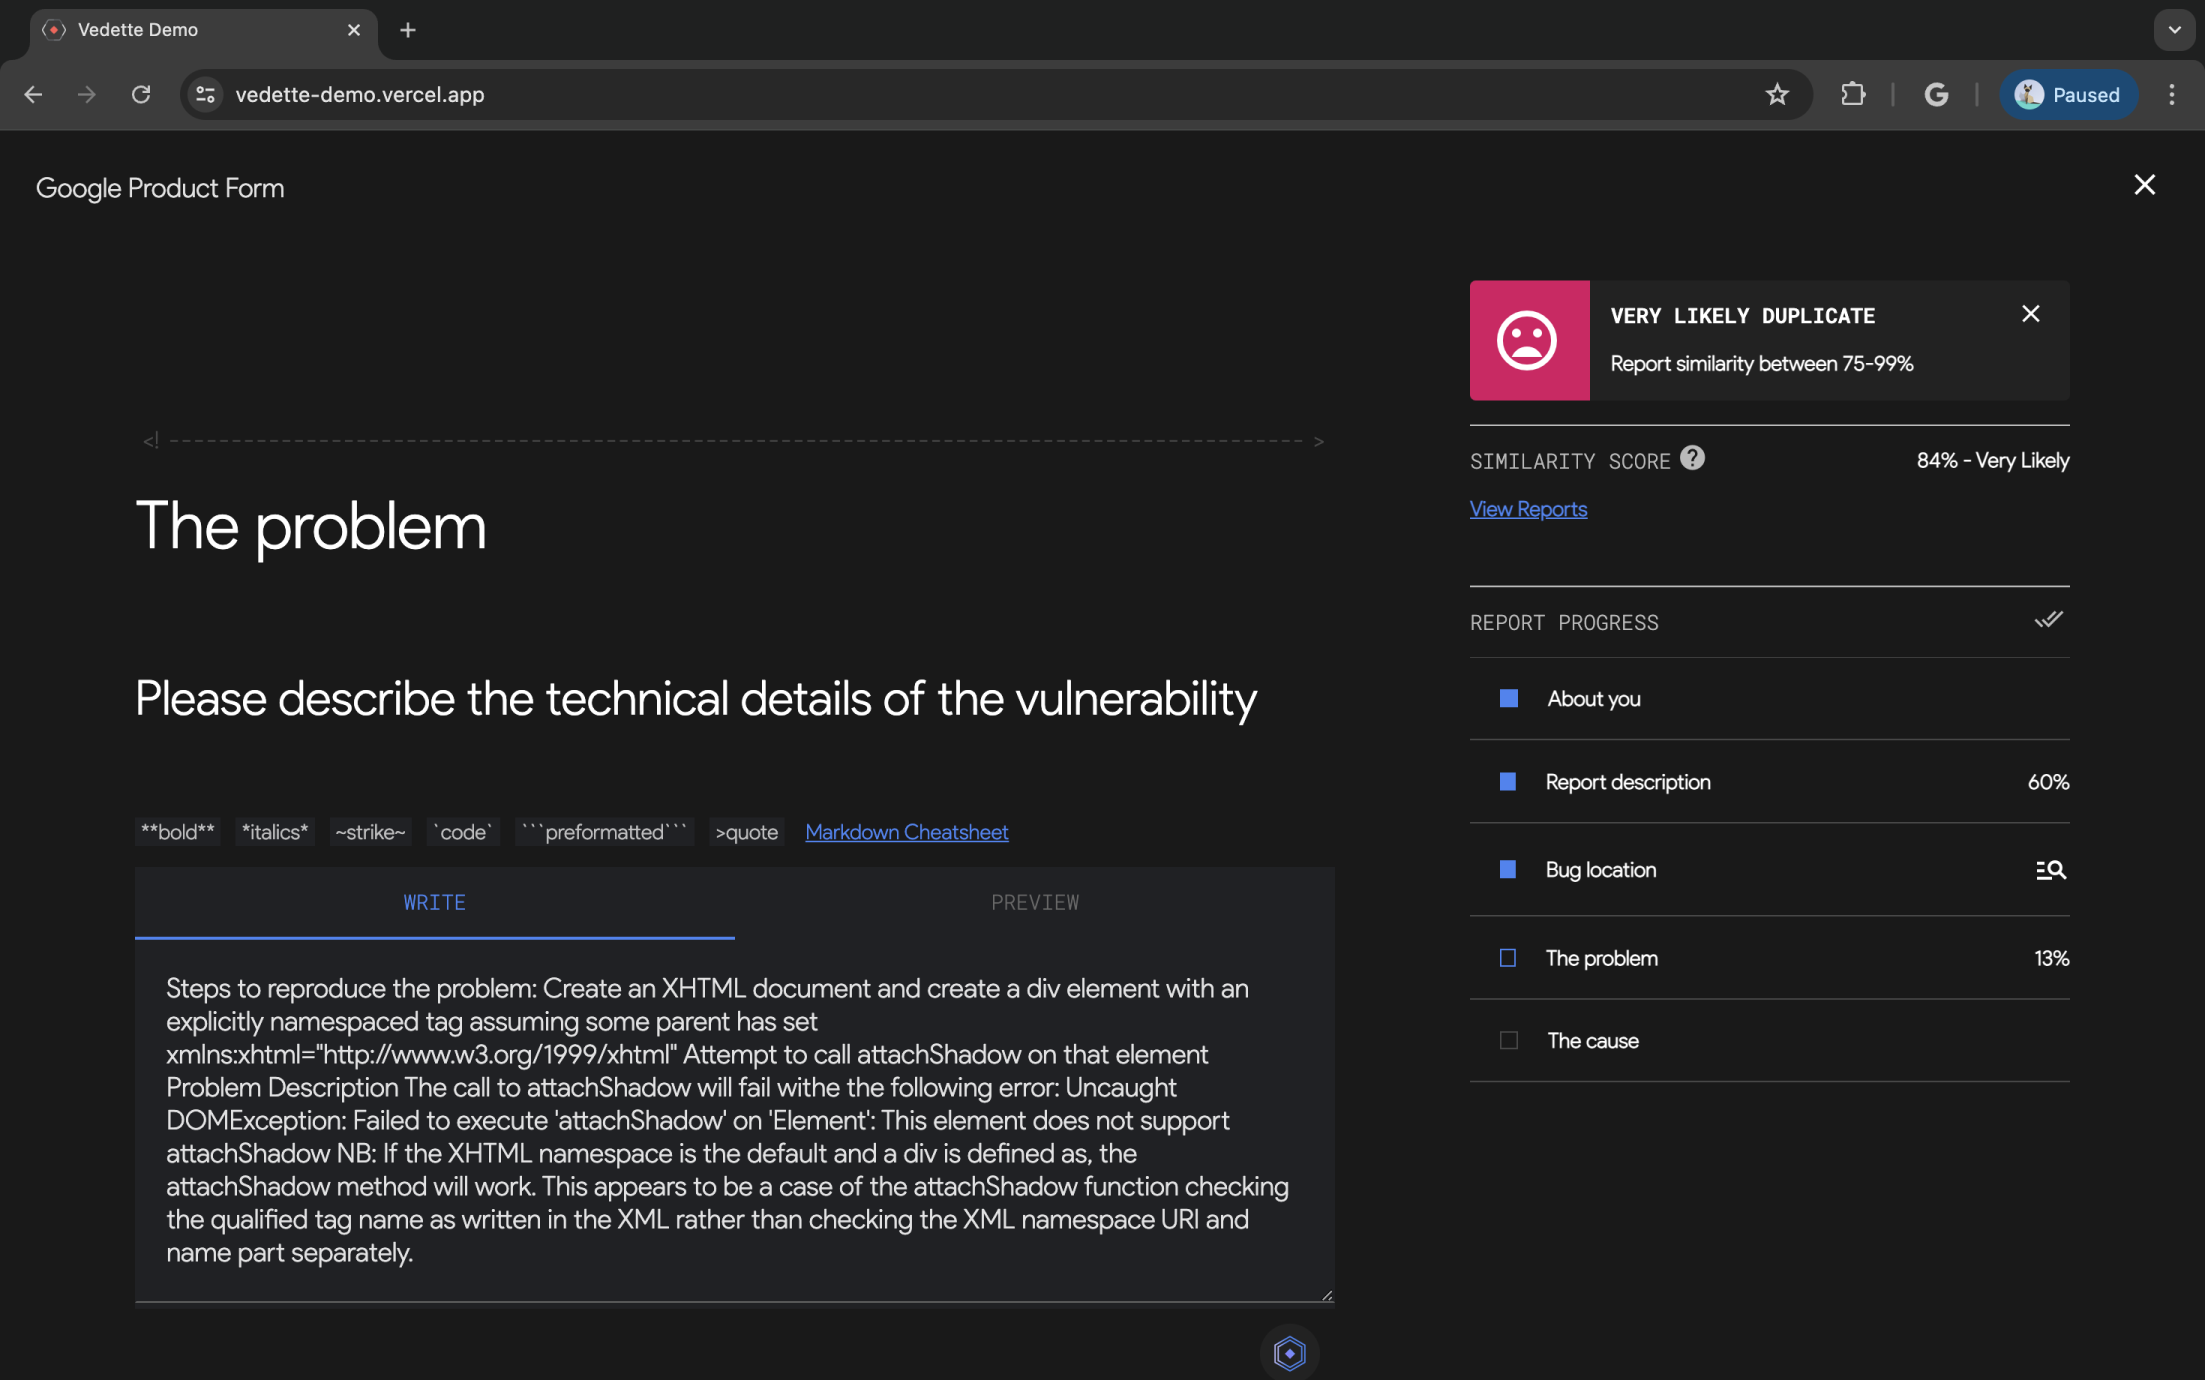 Vedette Demo
vedette-demo.vercel.app
Paused
Google Product Form
VERY LIKELY DUPLICATE
Report similarity between 75-99%
<! >
SIMILARITY SCORE ?
84% - Very Likely
View Reports
The problem
REPORT PROGRESS
Please describe the technical details of the vulnerability
About you
Report description 60%
**bold** *italics* ~strike~ `code` ```preformatted``` >quote Markdown Cheatsheet
Bug location
WRITE PREVIEW
The problem 13%
The cause
Steps to reproduce the problem: Create an XHTML document and create a div element with an
explicitly namespaced tag assuming some parent has set
xmlns:xhtml="http://www.w3.org/1999/xhtml" Attempt to call attachShadow on that element
Problem Description The call to attachShadow will fail withe the following error: Uncaught
DOMException: Failed to execute 'attachShadow' on 'Element': This element does not support
attachShadow NB: If the XHTML namespace is the default and a div is defined as, the
attachShadow method will work. This appears to be a case of the attachShadow function checking
the qualified tag name as written in the XML rather than checking the XML namespace URI and
name part separately.